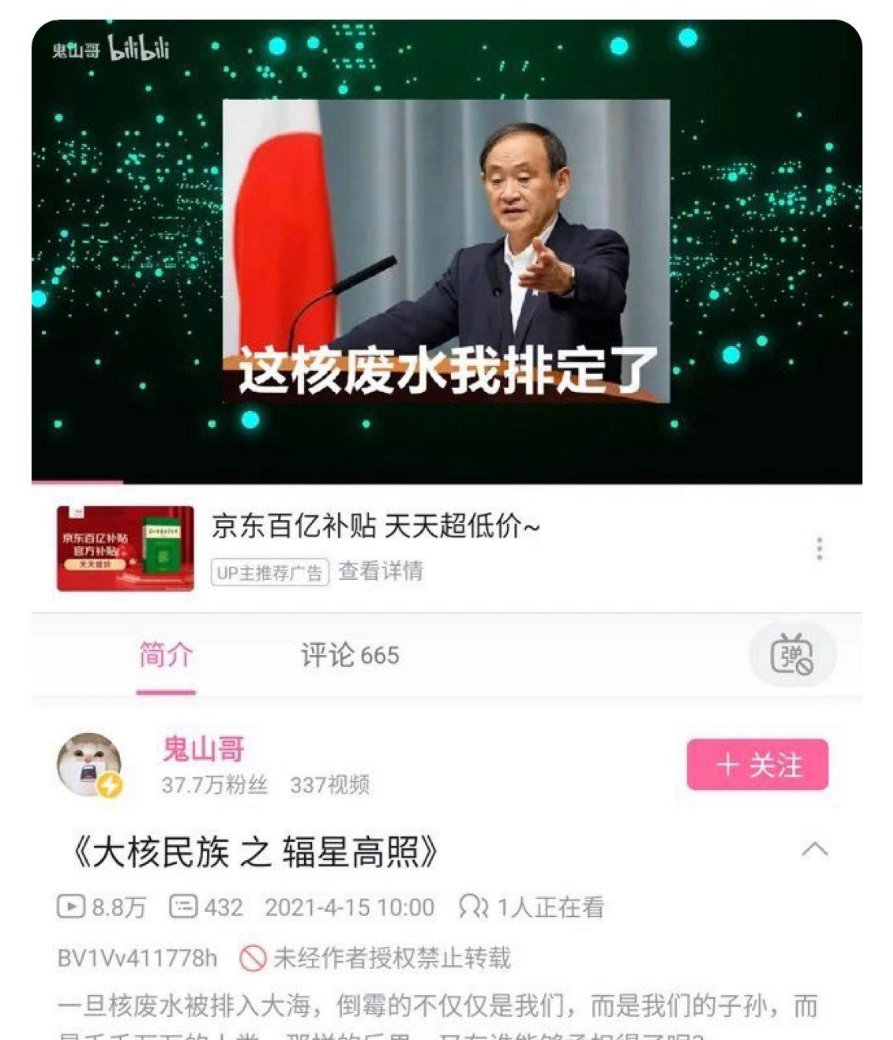 鬼山哥 bilibili
这核废水我排定了
京东百亿补贴
官方补贴
天天低价
京东百亿补贴 天天超低价~
UP主推荐广告 查看详情
简介 评论 665
弹
鬼山哥
37.7万粉丝 337视频
+ 关注
《大核民族 之 辐星高照》
8.8万 432 2021-4-15 10:00 1人正在看
BV1Vv411778h 未经作者授权禁止转载
一旦核废水被排入大海，倒霉的不仅仅是我们，而是我们的子孙，而